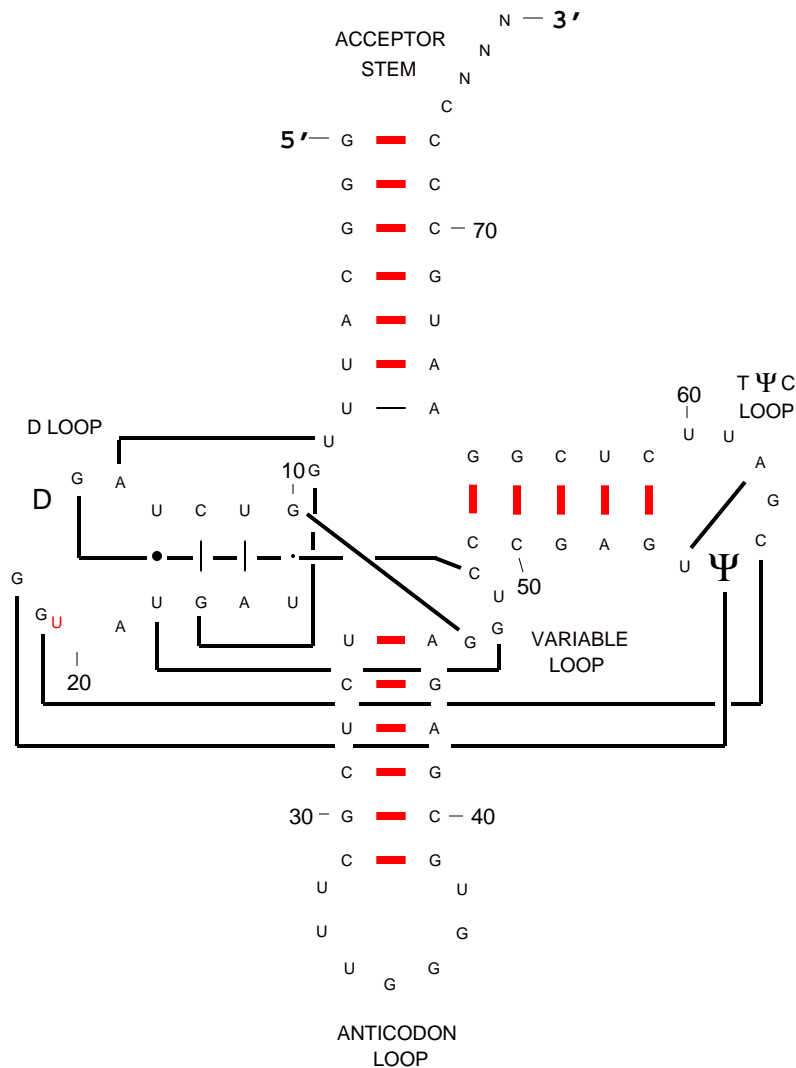 N 3′
ACCEPTOR
STEM
N
N
C
5′ G C
G C
G C 70
C G
A U
U A
U A
T Ψ C
LOOP
60
D LOOP
U
U U
G G C U C
A
G A
10 G
D
G
U C U G
C C G A G U Ψ C
C
50
G
G U
A U G A U
U
G
U A G
VARIABLE
LOOP
20
C G
U A
C G
30 G C 40
C G
U U
U G
U G
G
ANTICODON
LOOP